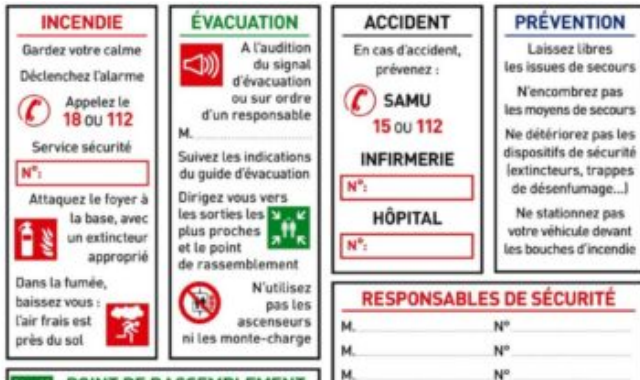 INCENDIE
Gardez votre calme
Déclenchez l'alarme
Appelez le
18 OU 112
Service sécurité
N°:
Attaquez le foyer à
la base, avec
un extincteur
approprié
Dans la fumée,
baissez vous :
l'air frais est
près du sol
ÉVACUATION
A l'audition
du signal
d'évacuation
ou sur ordre
d'un responsable
M.
Suivez les indications
du guide d'évacuation
Dirigez vous vers
les sorties les
plus proches
et le point
de rassemblement
N'utilisez
pas les
ascenseurs
ni les monte-charge
ACCIDENT
En cas d'accident,
prévenez :
SAMU
15 OU 112
INFIRMERIE
N°:
HÔPITAL
N°:
PRÉVENTION
Laissez libres
les issues de secours
N'encombrez pas
les moyens de secours
Ne détériorez pas les
dispositifs de sécurité
(extincteurs, trappes
de désenfumage...)
Ne stationnez pas
votre véhicule devant
les bouches d'incendie
RESPONSABLES DE SÉCURITÉ
M. N°
M. N°
M. N°
POINT DE RASSEMBLEMENT